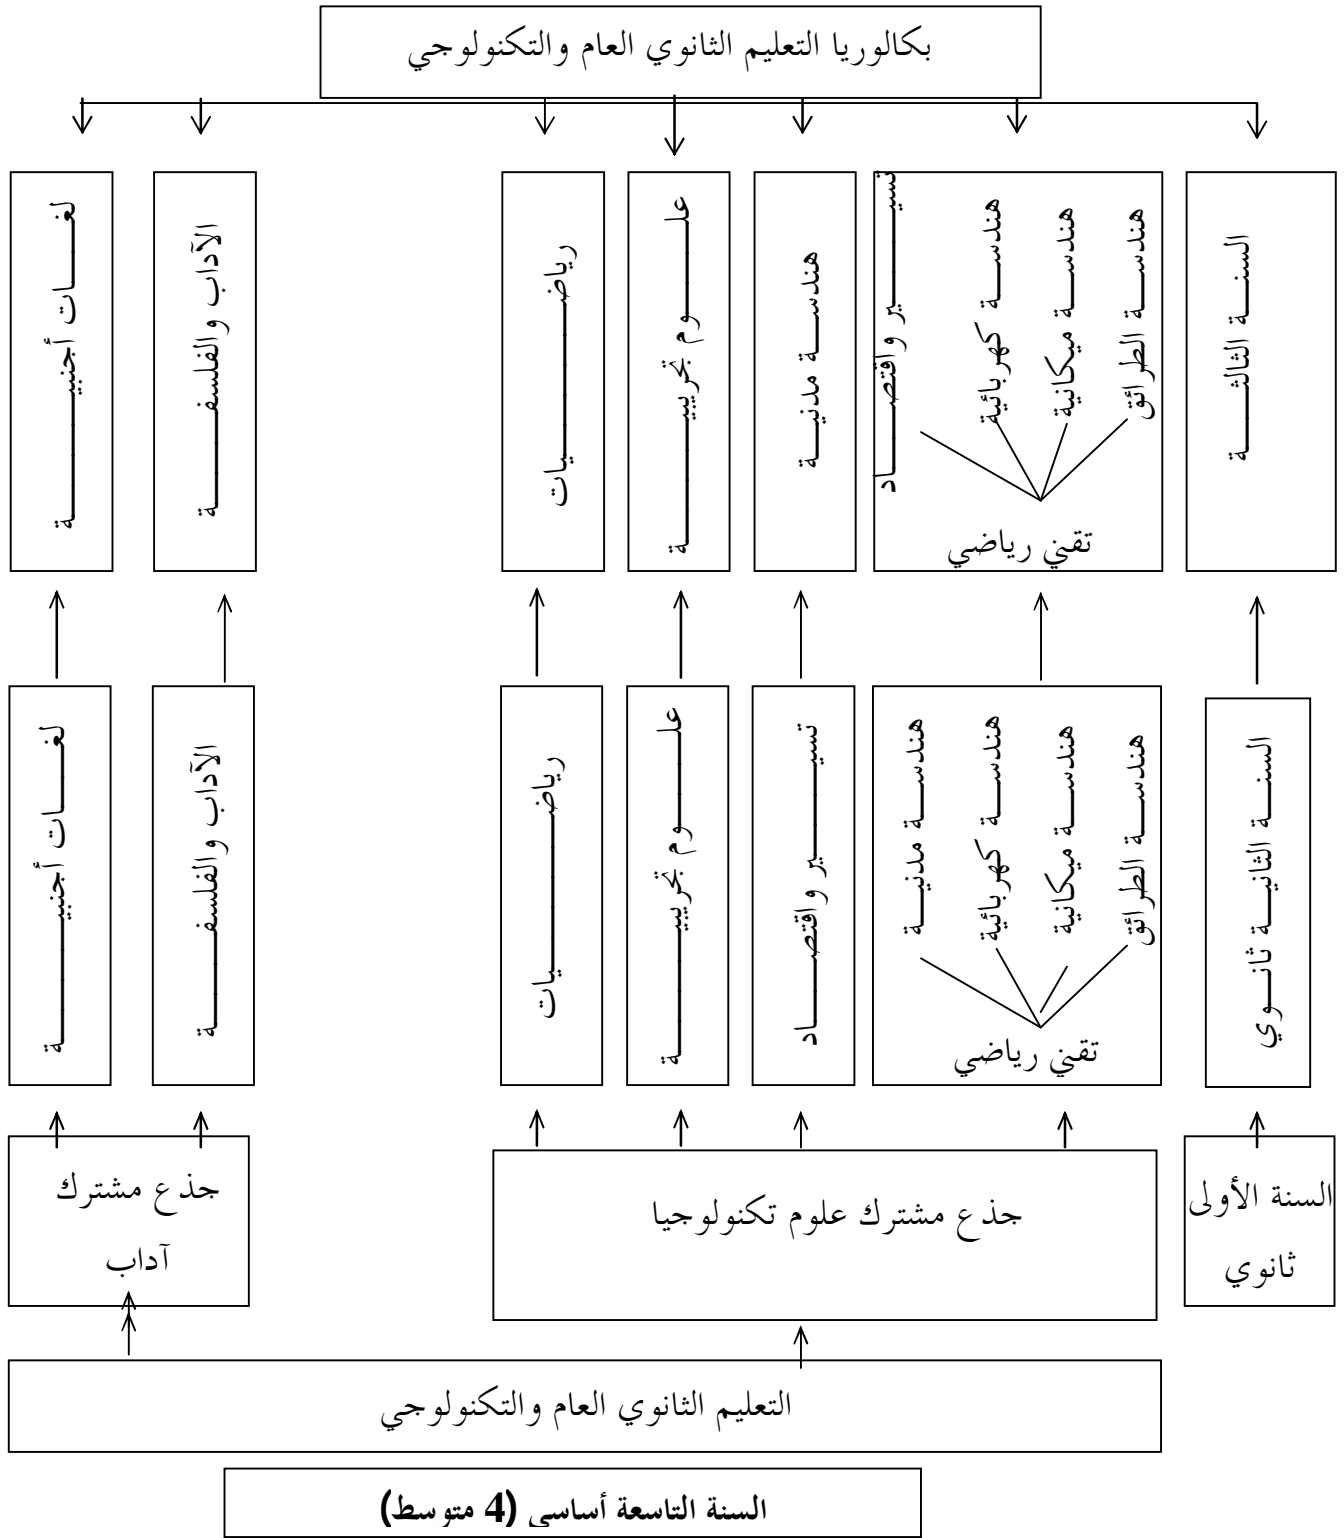 بكالوريا التعليم الثانوي العام والتكنولوجي
السنة الثالثة
هندسة الطرائق
هندسة ميكانية
هندسة كهربائية
تسيير واقتصاد
تقني رياضي
هندسة مدنية
علوم تجريبية
رياضيات
الآداب والفلسفة
لغات أجنبية
السنة الثانية ثانوي
هندسة الطرائق
هندسة ميكانية
هندسة كهربائية
هندسة مدنية
تقني رياضي
تسيير واقتصاد
علوم تجريبية
رياضيات
الآداب والفلسفة
لغات أجنبية
السنة الأولى
ثانوي
جذع مشترك علوم تكنولوجيا
جذع مشترك
آداب
التعليم الثانوي العام والتكنولوجي
السنة التاسعة أساسي (4 متوسط)